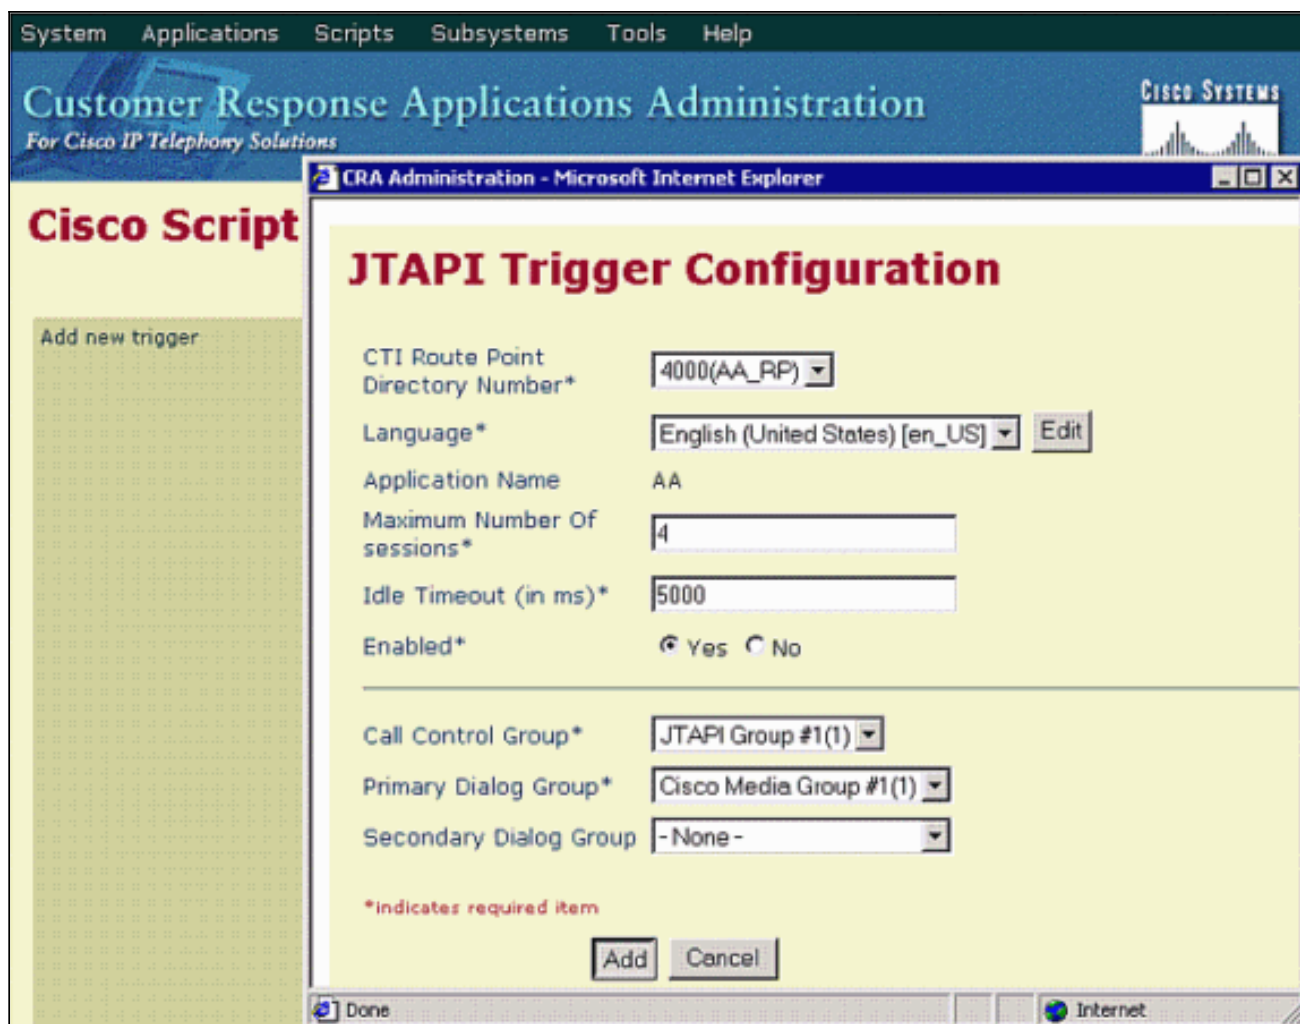 System Applications Scripts Subsystems Tools Help
Customer Response Applications Administration
For Cisco IP Telephony Solutions
CISCO SYSTEMS
CRA Administration - Microsoft Internet Explorer
Cisco Script
JTAPI Trigger Configuration
Add new trigger
CTI Route Point
Directory Number*
4000(AA_RP)
Language*
English (United States) [en_US]
Edit
Application Name
AA
Maximum Number Of
sessions*
4
Idle Timeout (in ms)*
5000
Enabled*
Yes No
Call Control Group*
JTAPI Group #1(1)
Primary Dialog Group*
Cisco Media Group #1(1)
Secondary Dialog Group
- None -
*indicates required item
Add Cancel
Done
Internet